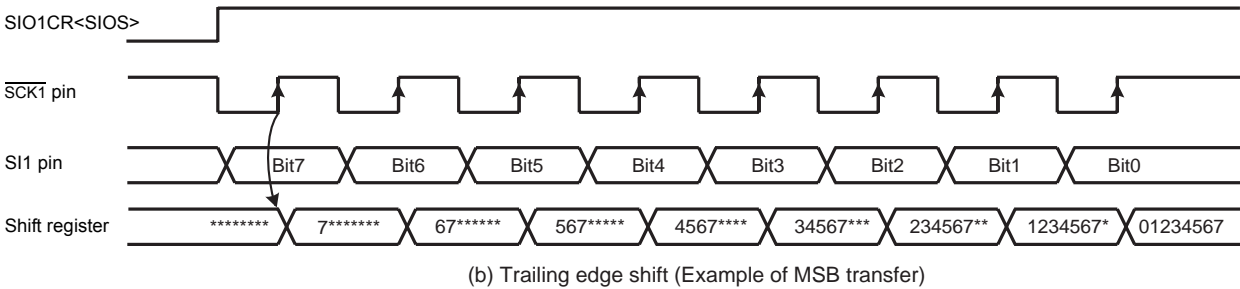 SIO1CR<SIOS>
SCK1 pin
SI1 pin
Bit7 Bit6 Bit5 Bit4 Bit3 Bit2 Bit1 Bit0
Shift register
******** 7******* 67****** 567***** 4567**** 34567*** 234567** 1234567* 01234567
(b) Trailing edge shift (Example of MSB transfer)